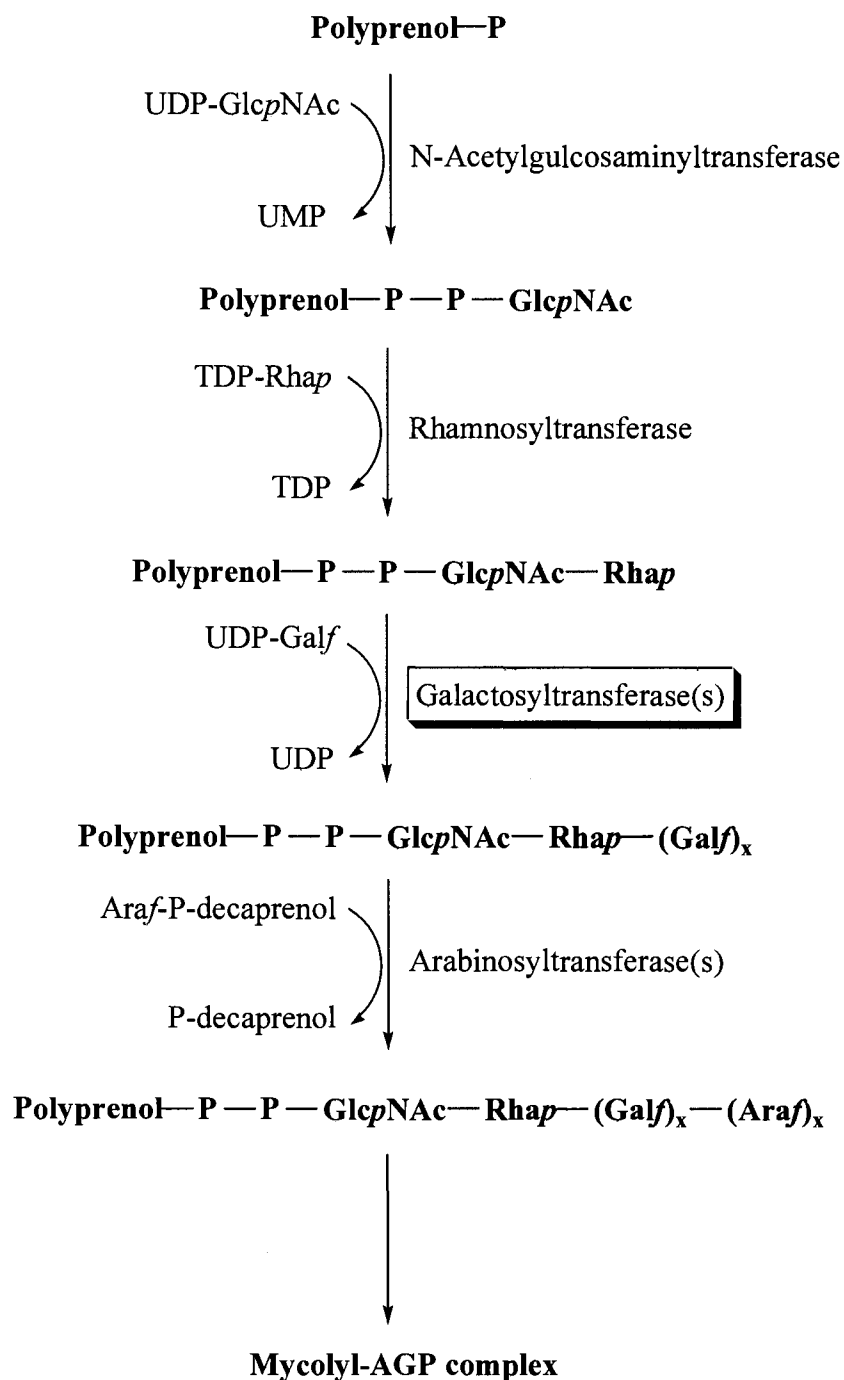 Polyprenol—P
UDP-GlcpNAc
N-Acetylgulcosaminyltransferase
UMP
Polyprenol—P—P—GlcpNAc
TDP-Rhap
Rhamnosyltransferase
TDP
Polyprenol—P—P—GlcpNAc—Rhap
UDP-Galf
Galactosyltransferase(s)
UDP
Polyprenol—P—P—GlcpNAc—Rhap—(Galf)x
Araf-P-decaprenol
Arabinosyltransferase(s)
P-decaprenol
Polyprenol—P—P—GlcpNAc—Rhap—(Galf)x—(Araf)x
Mycolyl-AGP complex